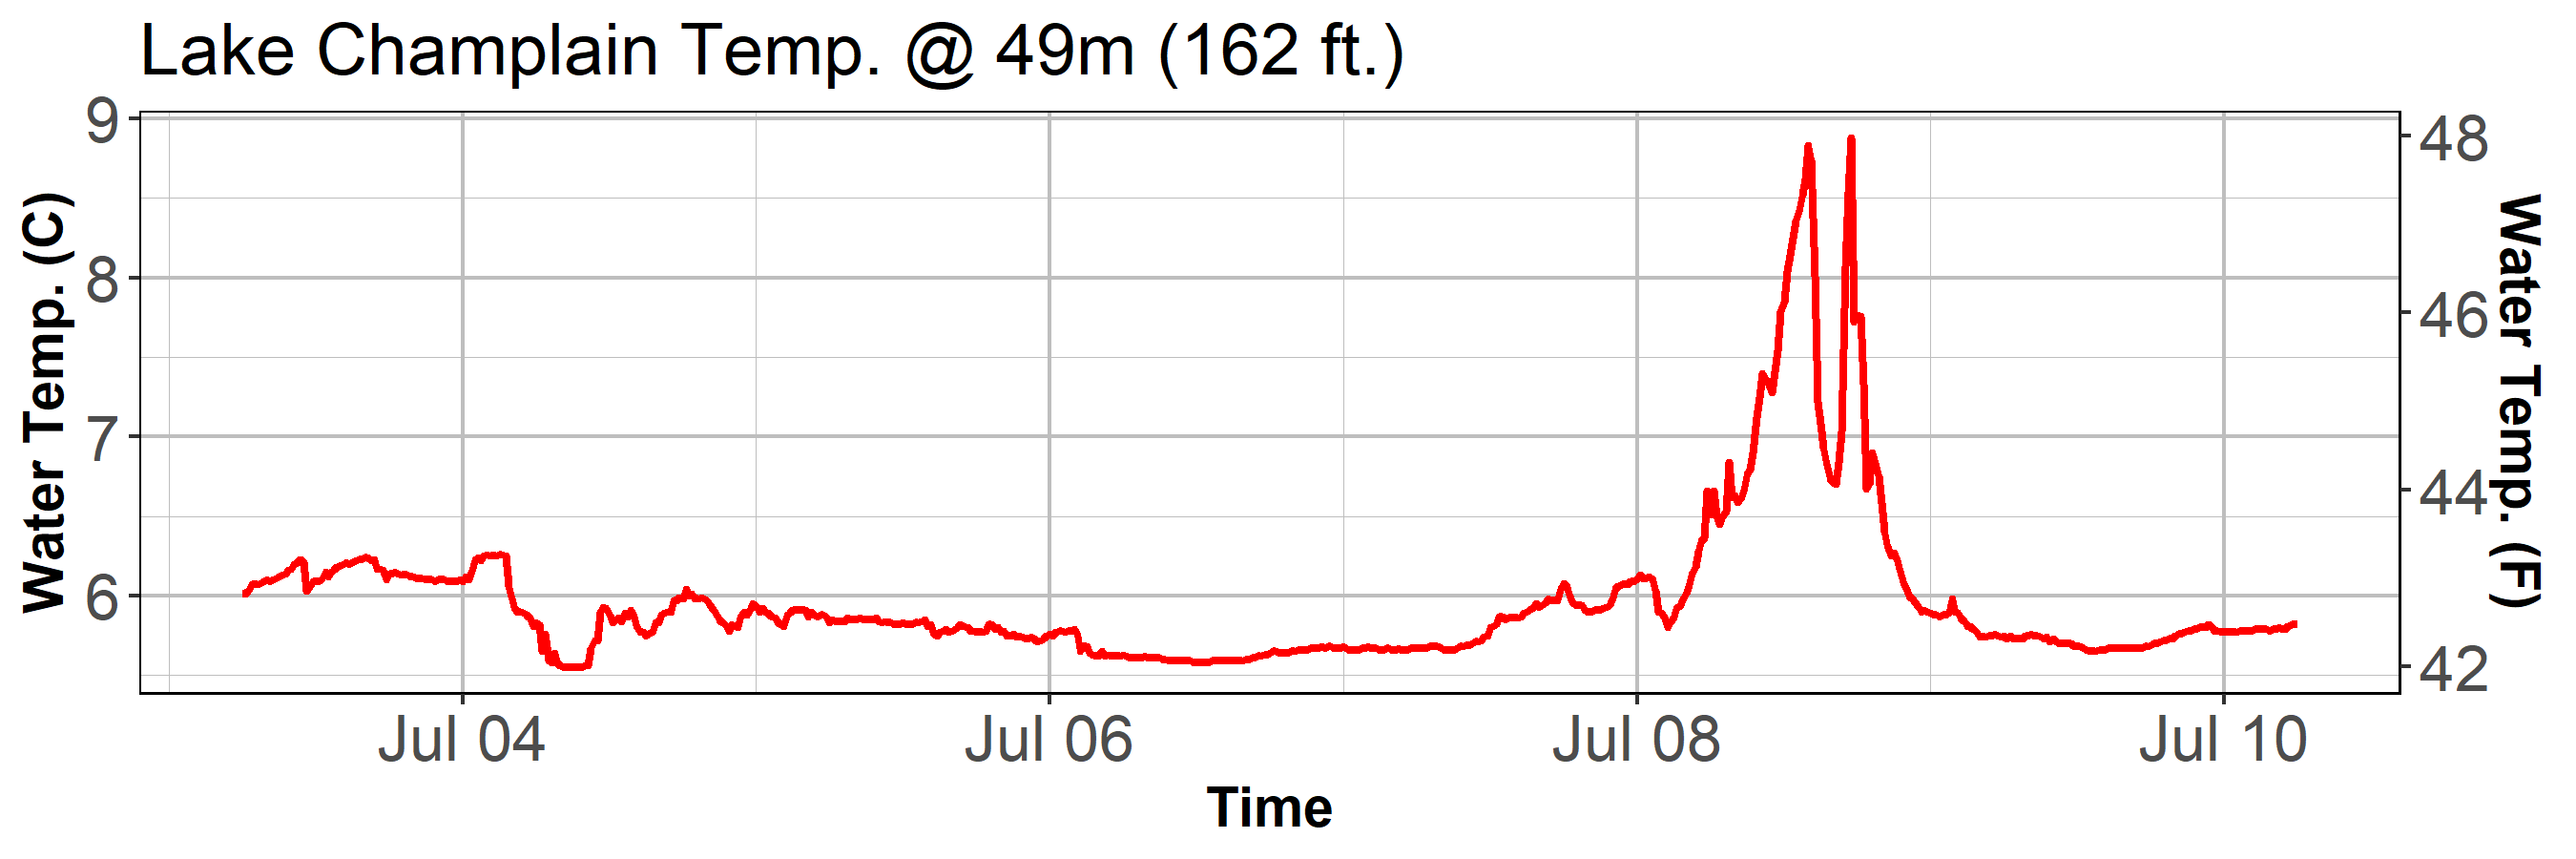 Lake Champlain Temp. @ 49m (162 ft.)
Water Temp. (C)
9
8
7
6
48
46
44
42
Water Temp. (F)
Jul 04
Jul 06
Jul 08
Jul 10
Time